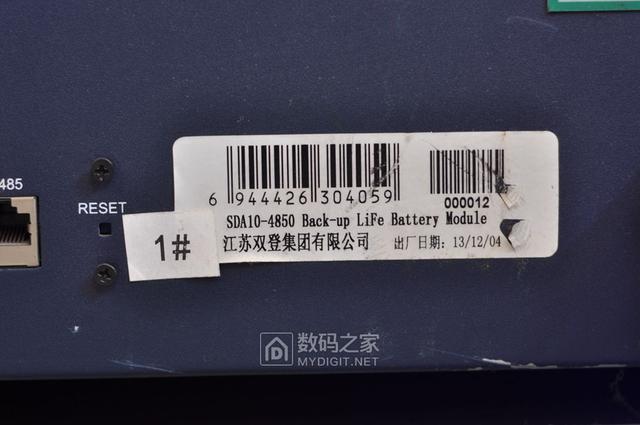 485
RESET
1#
6 944426 304059
000012
SDA10-4850 Back-up LiFe Battery Module
江苏双登集团有限公司 出厂日期: 13/12/04
数码之家
MYDIGIT.NET